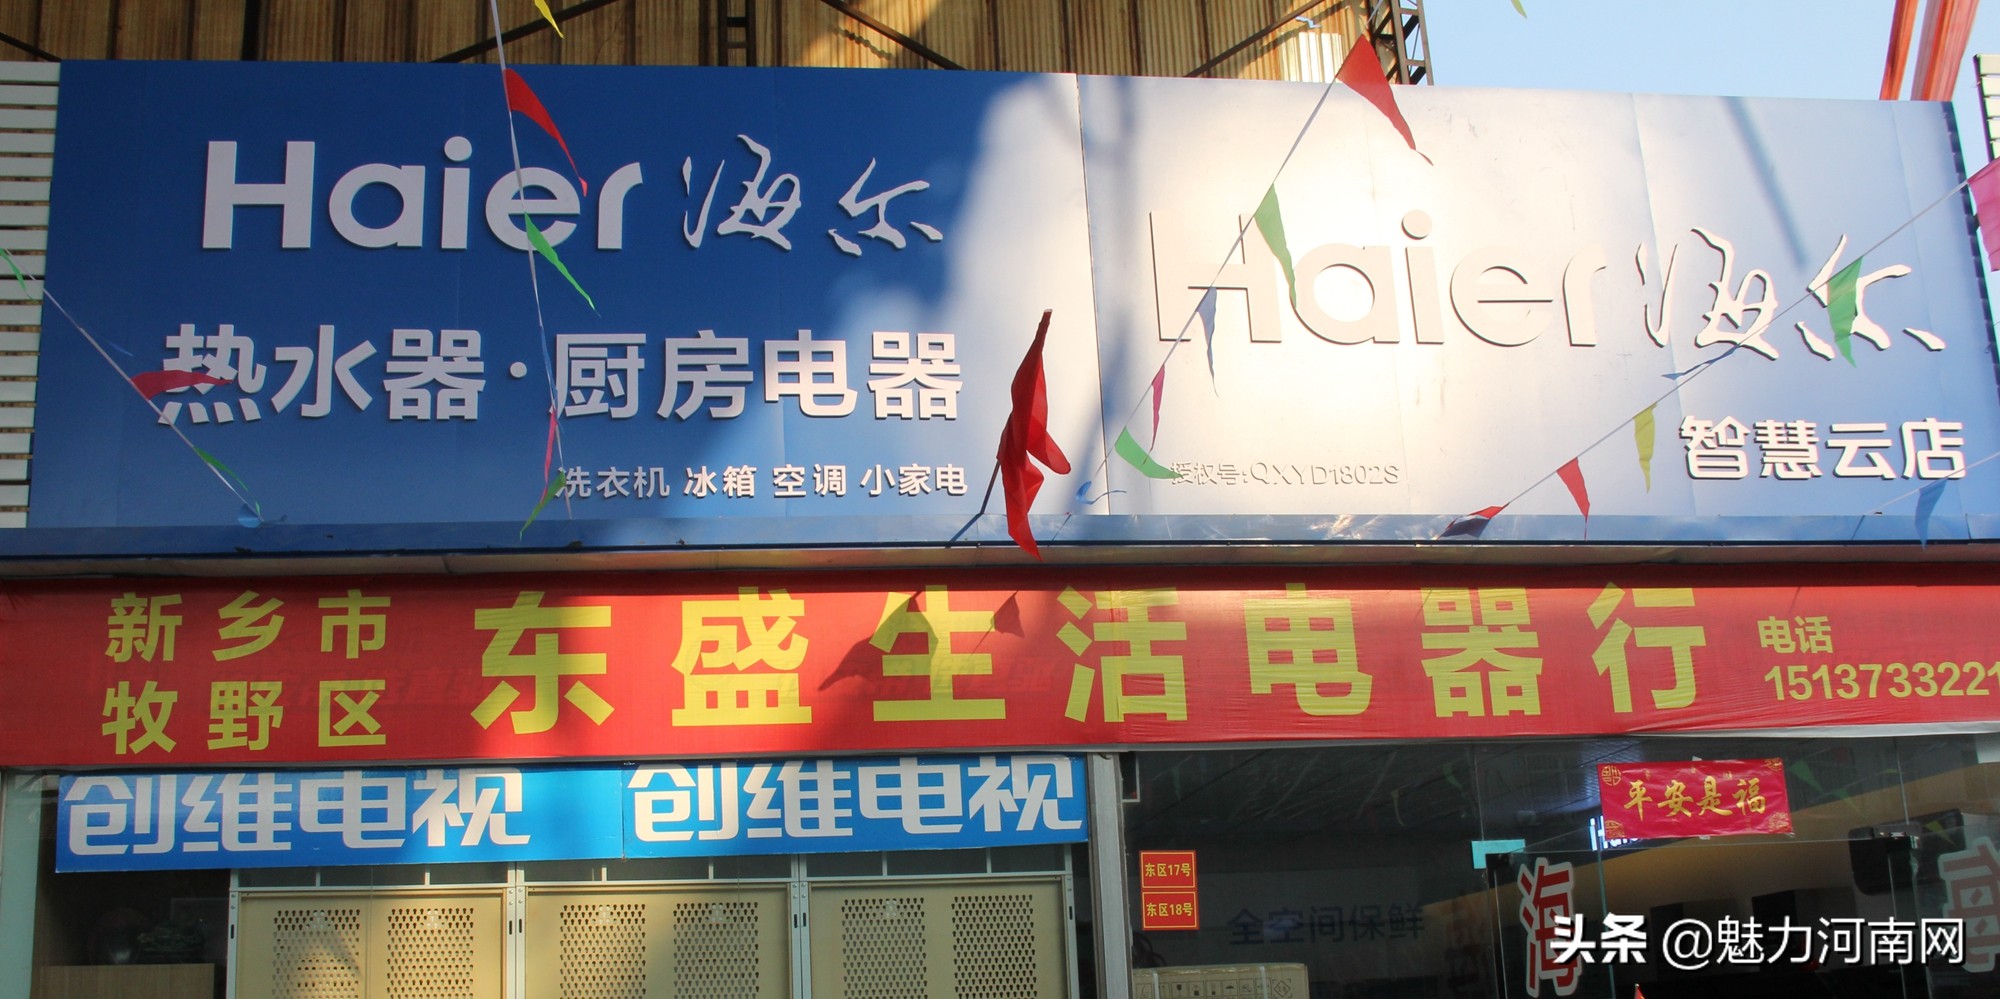 Haier 海尔
热水器·厨房电器
洗衣机 冰箱 空调 小家电
Haier 海尔
智慧云店
授权号:QXYD1802S
新乡市
牧野区
东盛生活电器行
电话
1513733221
创维电视
创维电视
平安是福
东区17号
东区18号
全空间保鲜
海
头条 @魅力河南网